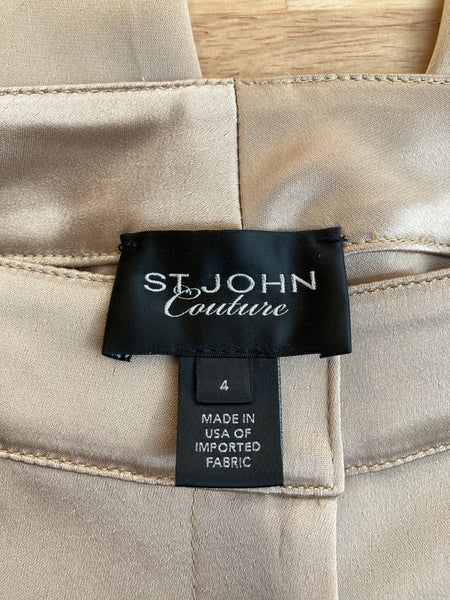 ST. JOHN
Couture
4
MADE IN
USA OF
IMPORTED
FABRIC